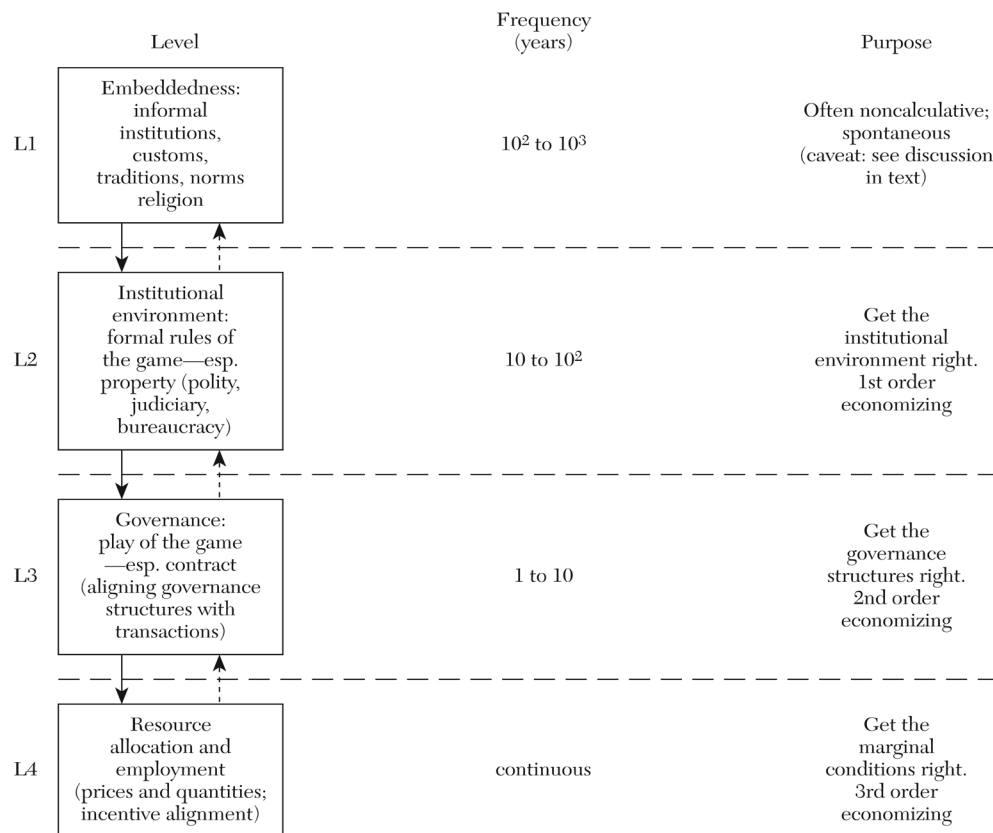 Level
Frequency
(years)
Purpose
L1
Embeddedness:
informal
institutions,
customs,
traditions, norms
religion
10² to 10³
Often noncalculative;
spontaneous
(caveat: see discussion
in text)
L2
Institutional
environment:
formal rules of
the game—esp.
property (polity,
judiciary,
bureaucracy)
10 to 10²
Get the
institutional
environment right.
1st order
economizing
L3
Governance:
play of the game
—esp. contract
(aligning governance
structures with
transactions)
1 to 10
Get the
governance
structures right.
2nd order
economizing
L4
Resource
allocation and
employment
(prices and quantities;
incentive alignment)
continuous
Get the
marginal
conditions right.
3rd order
economizing